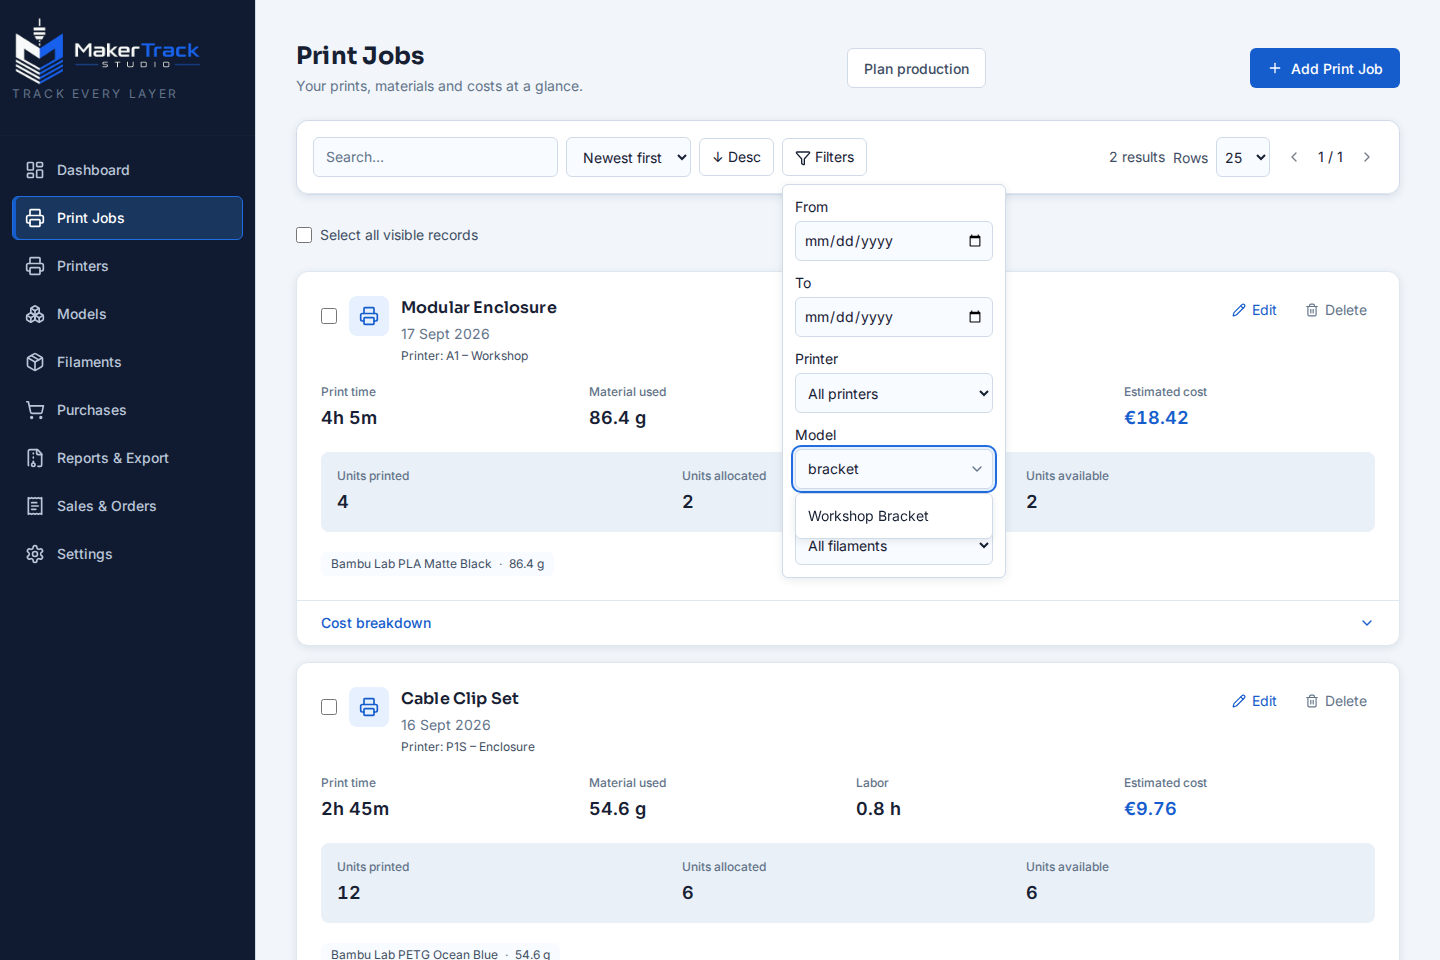 MakerTrack
STUDIO
TRACK EVERY LAYER
Dashboard
Print Jobs
Printers
Models
Filaments
Purchases
Reports & Export
Sales & Orders
Settings
Print Jobs
Your prints, materials and costs at a glance.
Plan production
Add Print Job
Search...
Newest first
↓ Desc
Filters
2 results
Rows
25
1 / 1
From
mm/dd/yyyy
To
mm/dd/yyyy
Printer
All printers
Model
bracket
Workshop Bracket
All filaments
Select all visible records
Modular Enclosure
17 Sept 2026
Printer: A1 – Workshop
Edit
Delete
Print time
4h 5m
Material used
86.4 g
Estimated cost
€18.42
Units printed
4
Units allocated
2
Units available
2
Bambu Lab PLA Matte Black · 86.4 g
Cost breakdown
Cable Clip Set
16 Sept 2026
Printer: P1S – Enclosure
Edit
Delete
Print time
2h 45m
Material used
54.6 g
Labor
0.8 h
Estimated cost
€9.76
Units printed
12
Units allocated
6
Units available
6
Bambu Lab PETG Ocean Blue · 54.6 g